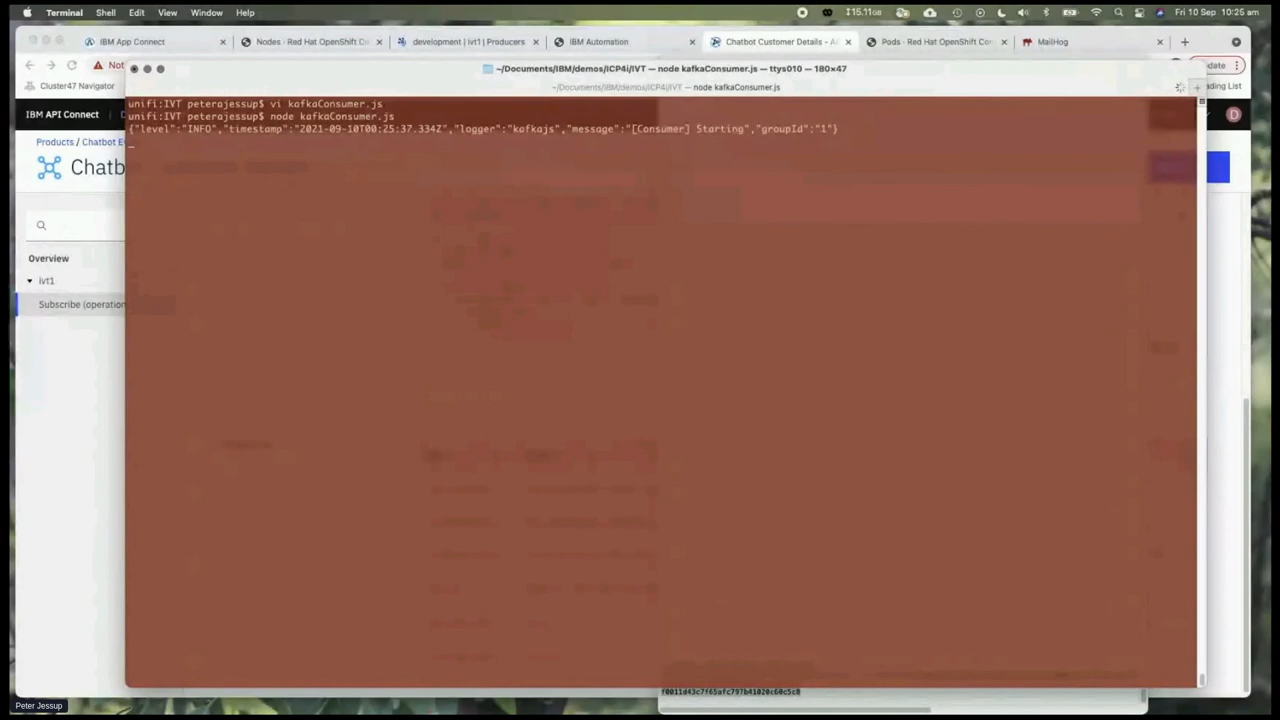 Terminal Shell Edit View Window Help
15.11GB Fri 10 Sep 10:25 am
IBM App Connect
Nodes · Red Hat OpenShift Co
development | ivt1 | Producers
IBM Automation
Chatbot Customer Details - A
Pods · Red Hat OpenShift Con
MailHog
Not
~/Documents/IBM/demos/ICP4i/IVT — node kafkaConsumer.js — ttys010 — 180×47
~/Documents/IBM/demos/ICP4i/IVT — node kafkaConsumer.js
Cluster47 Navigator
unifi:IVT peterajessup$ vi kafkaConsumer.js
unifi:IVT peterajessup$ node kafkaConsumer.js
{"level":"INFO","timestamp":"2021-09-10T00:25:37.334Z","logger":"kafkajs","message":"[Consumer] Starting","groupId":"1"}
IBM API Connect
D
Products / Chatbot E
Chatb
Overview
ivt1
Subscribe (operation
Peter Jessup